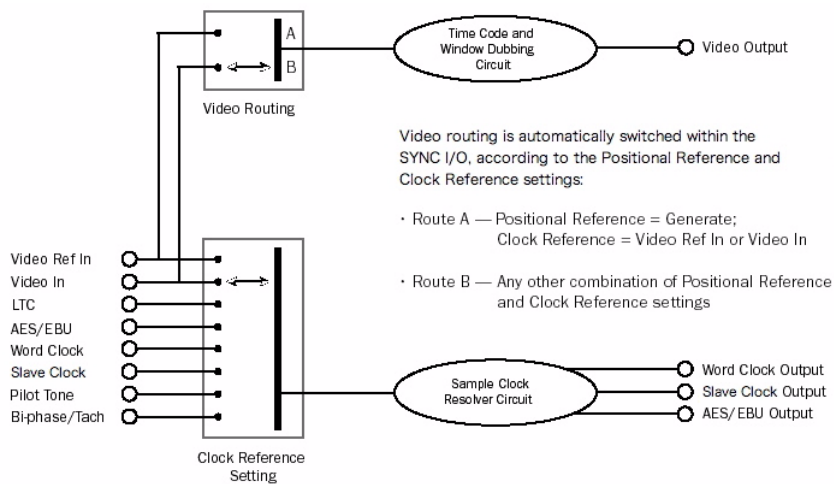 A
B
Video Routing
Time Code and
Window Dubbing
Circuit
Video Output
Video routing is automatically switched within the
SYNC I/O, according to the Positional Reference and
Clock Reference settings:
· Route A — Positional Reference = Generate;
Clock Reference = Video Ref In or Video In
· Route B — Any other combination of Positional Reference
and Clock Reference settings
Video Ref In
Video In
LTC
AES/EBU
Word Clock
Slave Clock
Pilot Tone
Bi-phase/Tach
Clock Reference
Setting
Sample Clock
Resolver Circuit
Word Clock Output
Slave Clock Output
AES/EBU Output